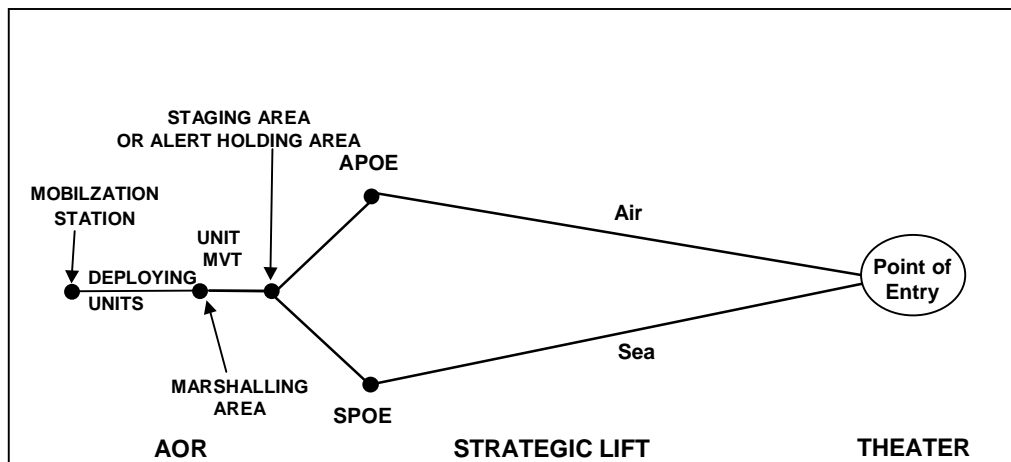 STAGING AREA
OR ALERT HOLDING AREA
APOE
MOBILZATION
STATION
Air
UNIT
MVT
DEPLOYING
UNITS
Point of
Entry
Sea
MARSHALLING
AREA
SPOE
AOR
STRATEGIC LIFT
THEATER